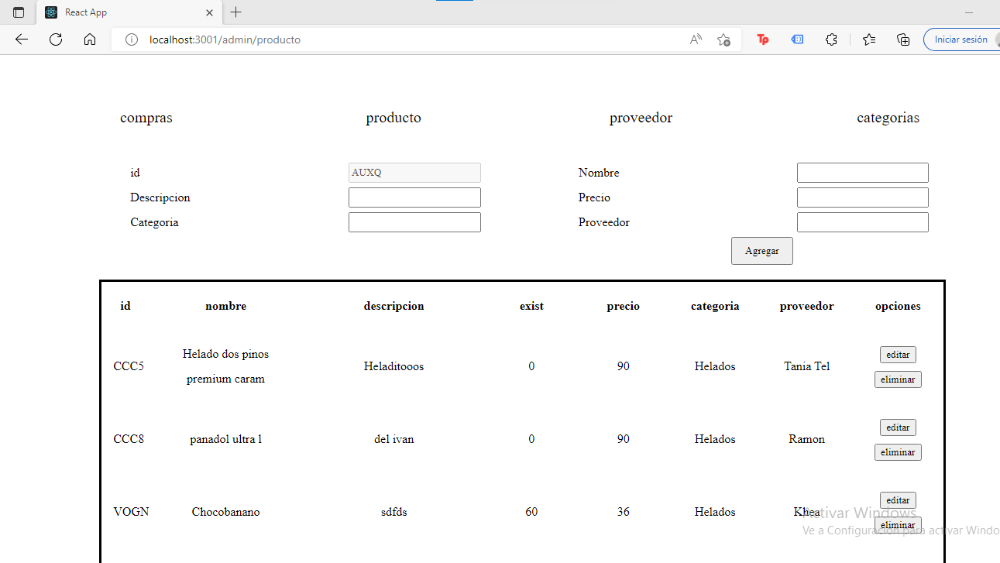 React App
localhost:3001/admin/producto
Iniciar sesión
compras producto proveedor categorias
id AUXQ Nombre
Descripcion Precio
Categoria Proveedor
Agregar
id nombre descripcion exist precio categoria proveedor opciones
CCC5 Helado dos pinos premium caram Heladitooos 0 90 Helados Tania Tel editar eliminar
CCC8 panadol ultra l del ivan 0 90 Helados Ramon editar eliminar
VOGN Chocobanano sdfds 60 36 Helados Khea editar eliminar
Activar Windows
Ve a Configuración para activar Windo